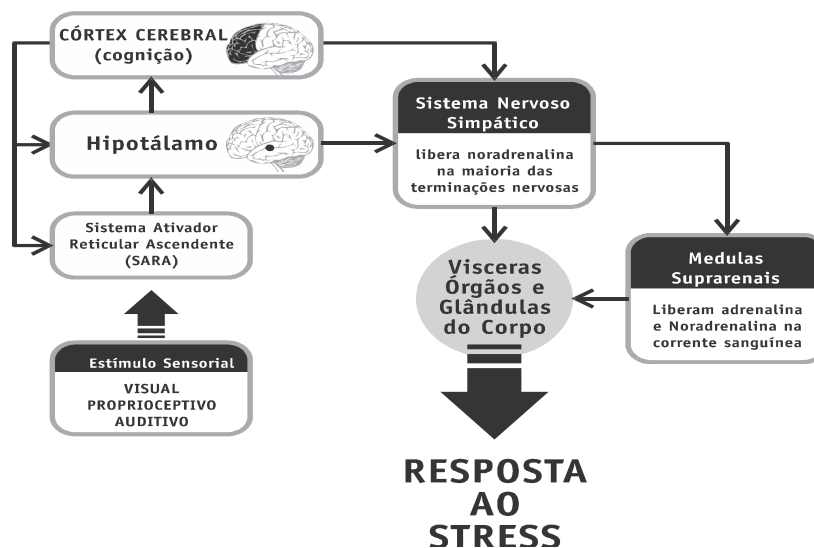 CÓRTEX CEREBRAL
(cognição)
Hipotálamo
Sistema Ativador
Reticular Ascendente
(SARA)
Estímulo Sensorial
VISUAL
PROPRIOCEPTIVO
AUDITIVO
Sistema Nervoso
Simpático
libera noradrenalina
na maioria das
terminações nervosas
Visceras
Órgãos e
Glândulas
do Corpo
Medulas
Suprarenais
Liberam adrenalina
e Noradrenalina na
corrente sanguínea
RESPOSTA
AO
STRESS